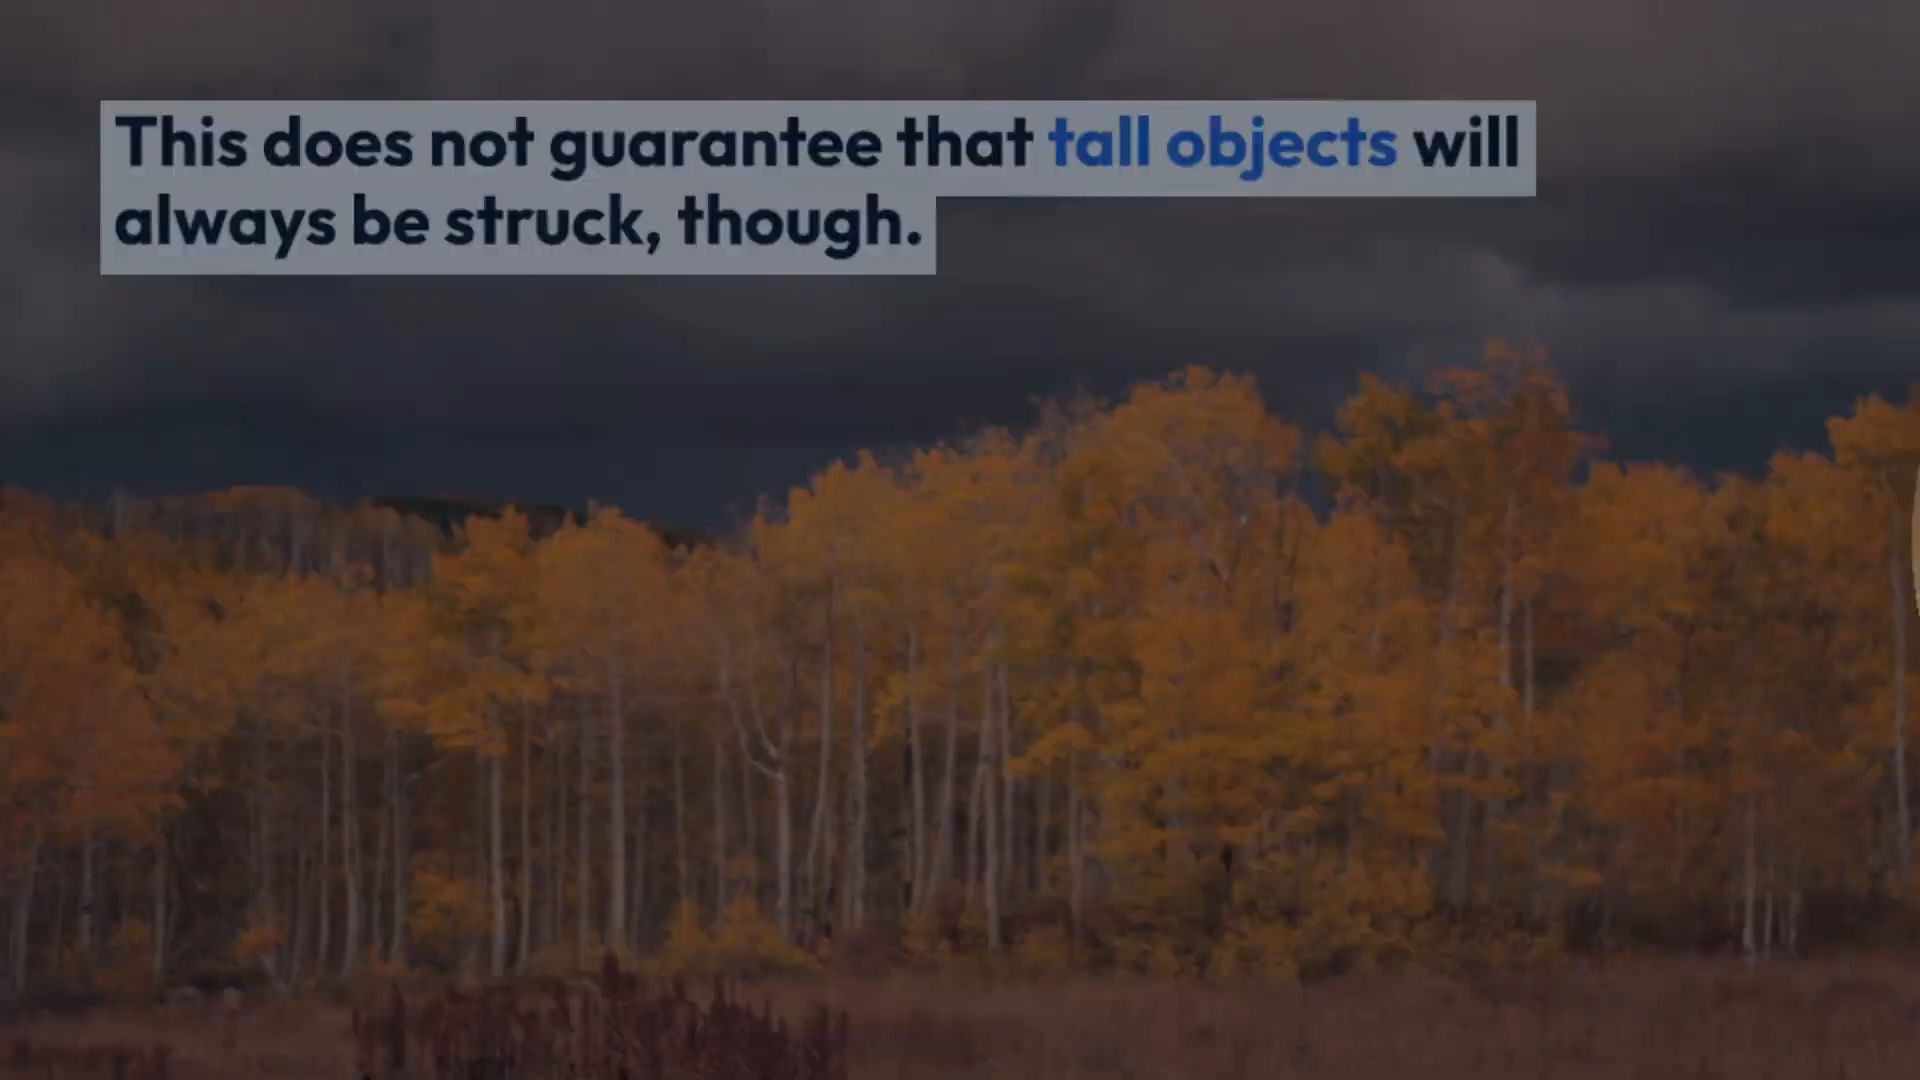 This does not guarantee that tall objects will
always be struck, though.